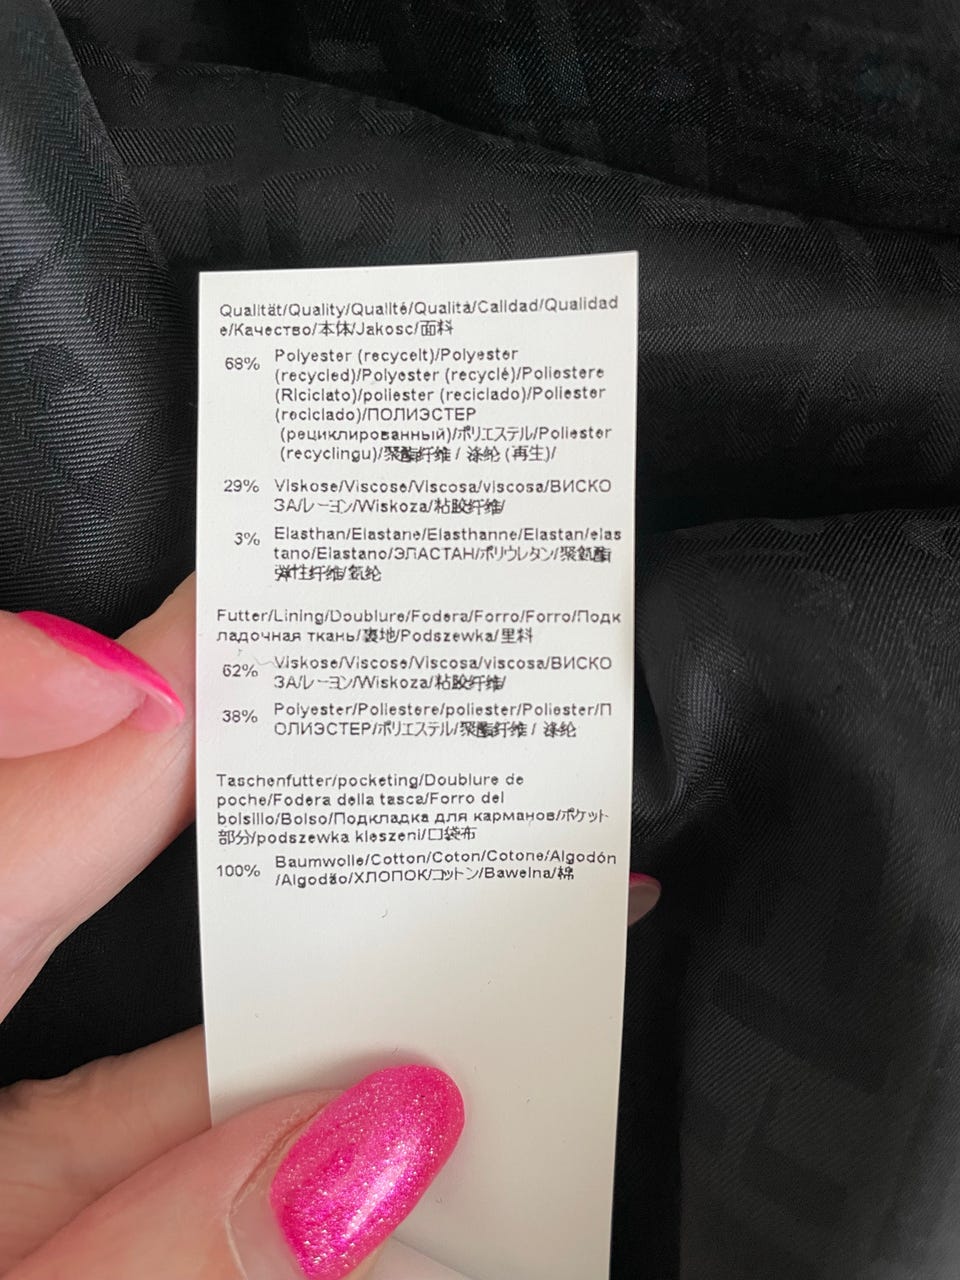 Qualität/Quality/Qualité/Qualità/Calidad/Qualidad
e/Качество/本体/Jakosc/面料
68% Polyester (recycelt)/Polyester
(recycled)/Polyester (recyclé)/Poliestere
(Riciclato)/poliester (reciclado)/Poliester
(reciclado)/ПОЛИЭСТЕР
(рециклированный)/ポリエステル/Poliester
(recyclingu)/聚酯纤维 / 涤纶 (再生)/
29% Viskose/Viscose/Viscosa/viscosa/ВИСКО
ЗА/レーヨン/Wiskoza/粘胶纤维/
3% Elasthan/Elastane/Elasthanne/Elastan/elas
tano/Elastano/ЭЛАСТАН/ポリウレタン/聚氨酯
弹性纤维/氨纶
Futter/Lining/Doublure/Fodera/Forro/Forro/Подк
ладочная ткань/裏地/Podszewka/里料
62% Viskose/Viscose/Viscosa/viscosa/ВИСКО
ЗА/レーヨン/Wiskoza/粘胶纤维/
38% Polyester/Poliestere/poliester/Poliester/П
ОЛИЭСТЕР/ポリエステル/聚酯纤维 / 涤纶
Taschenfutter/pocketing/Doublure de
poche/Fodera della tasca/Forro del
bolsillo/Bolso/Подкладка для карманов/ポケット
部分/podszewka kieszeni/口袋布
100% Baumwolle/Cotton/Coton/Cotone/Algodón
/Algodão/ХЛОПОК/コットン/Bawelna/棉